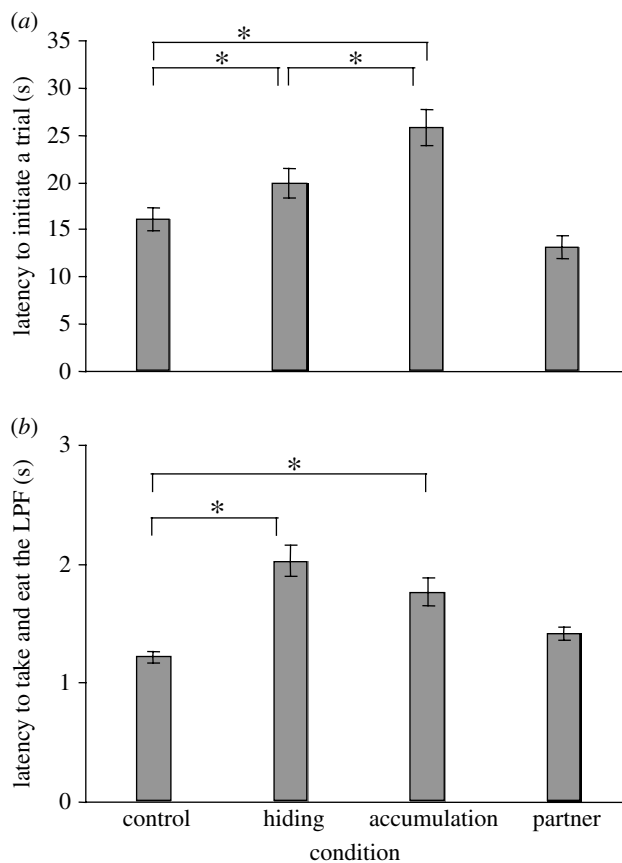 (a)
latency to initiate a trial (s)
35
30
25
20
15
10
5
0
*
*
*
(b)
latency to take and eat the LPF (s)
3
2
1
0
*
*
control hiding accumulation partner
condition